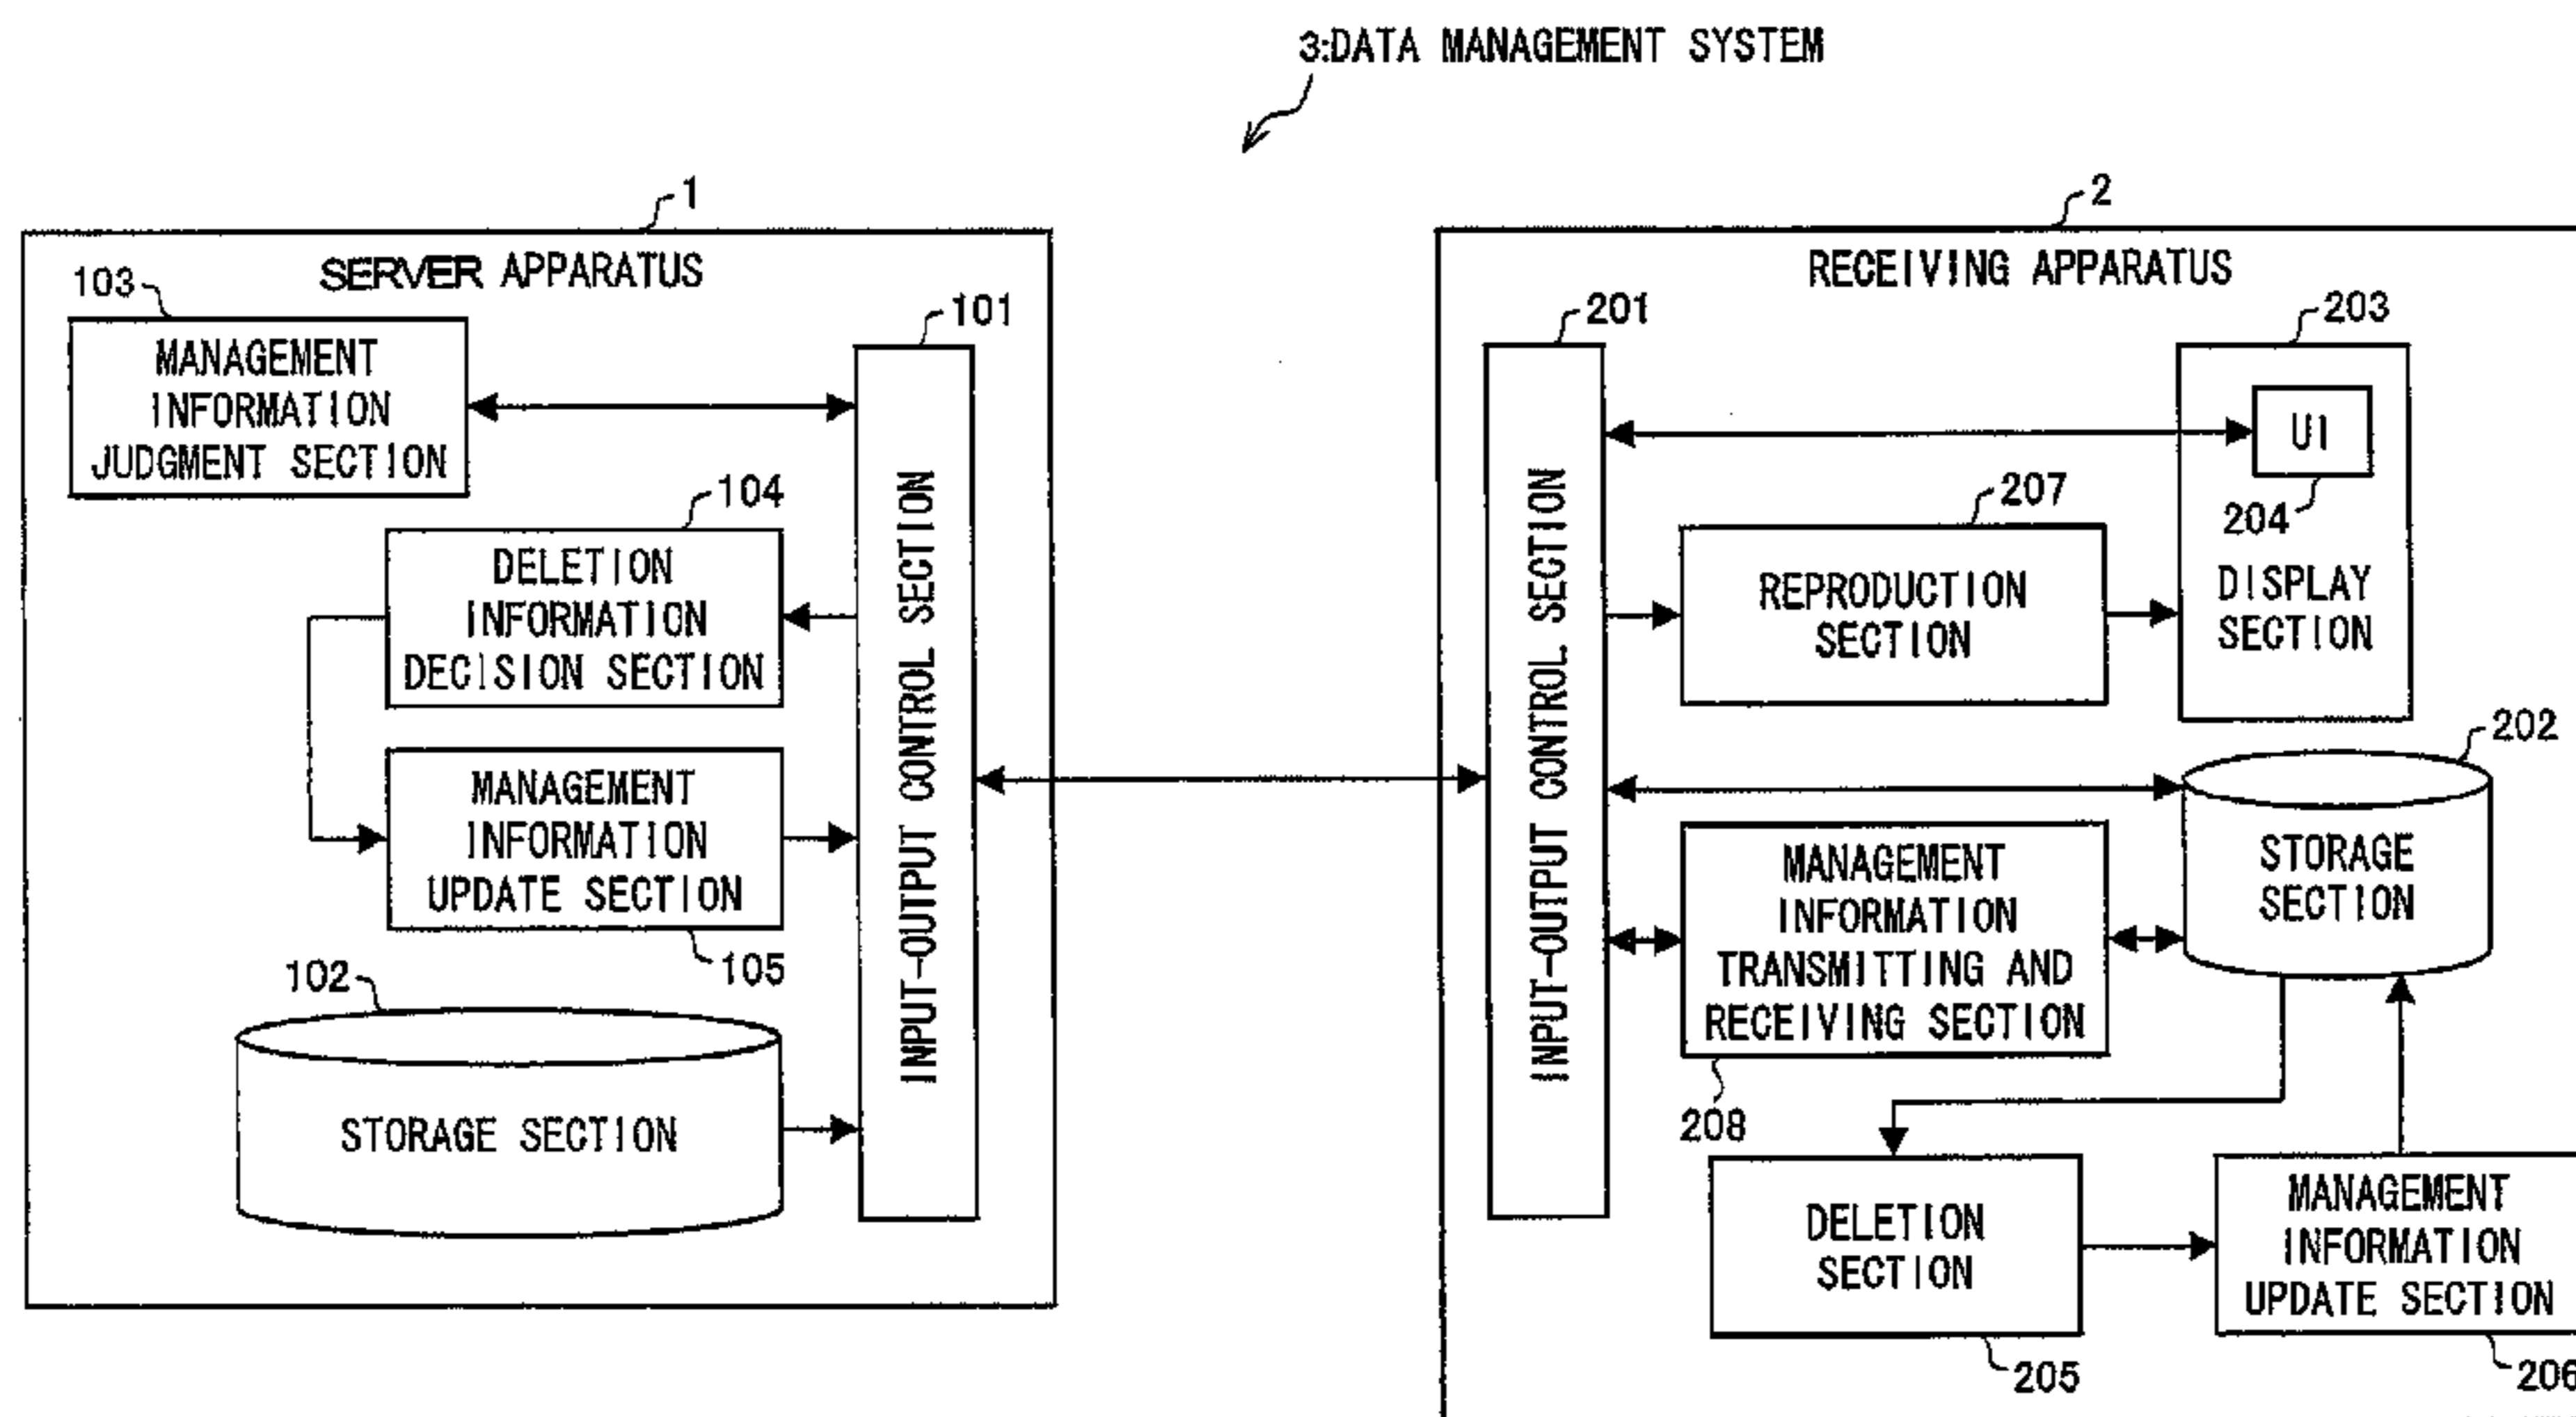 3:DATA MANAGEMENT SYSTEM
1
SERVER APPARATUS
103
MANAGEMENT
INFORMATION
JUDGMENT SECTION
101
INPUT-OUTPUT CONTROL SECTION
104
DELETION
INFORMATION
DECISION SECTION
MANAGEMENT
INFORMATION
UPDATE SECTION
105
102
STORAGE SECTION
2
RECEIVING APPARATUS
201
INPUT-OUTPUT CONTROL SECTION
203
UI
204
DISPLAY
SECTION
207
REPRODUCTION
SECTION
202
STORAGE
SECTION
MANAGEMENT
INFORMATION
TRANSMITTING AND
RECEIVING SECTION
208
DELETION
SECTION
205
MANAGEMENT
INFORMATION
UPDATE SECTION
206